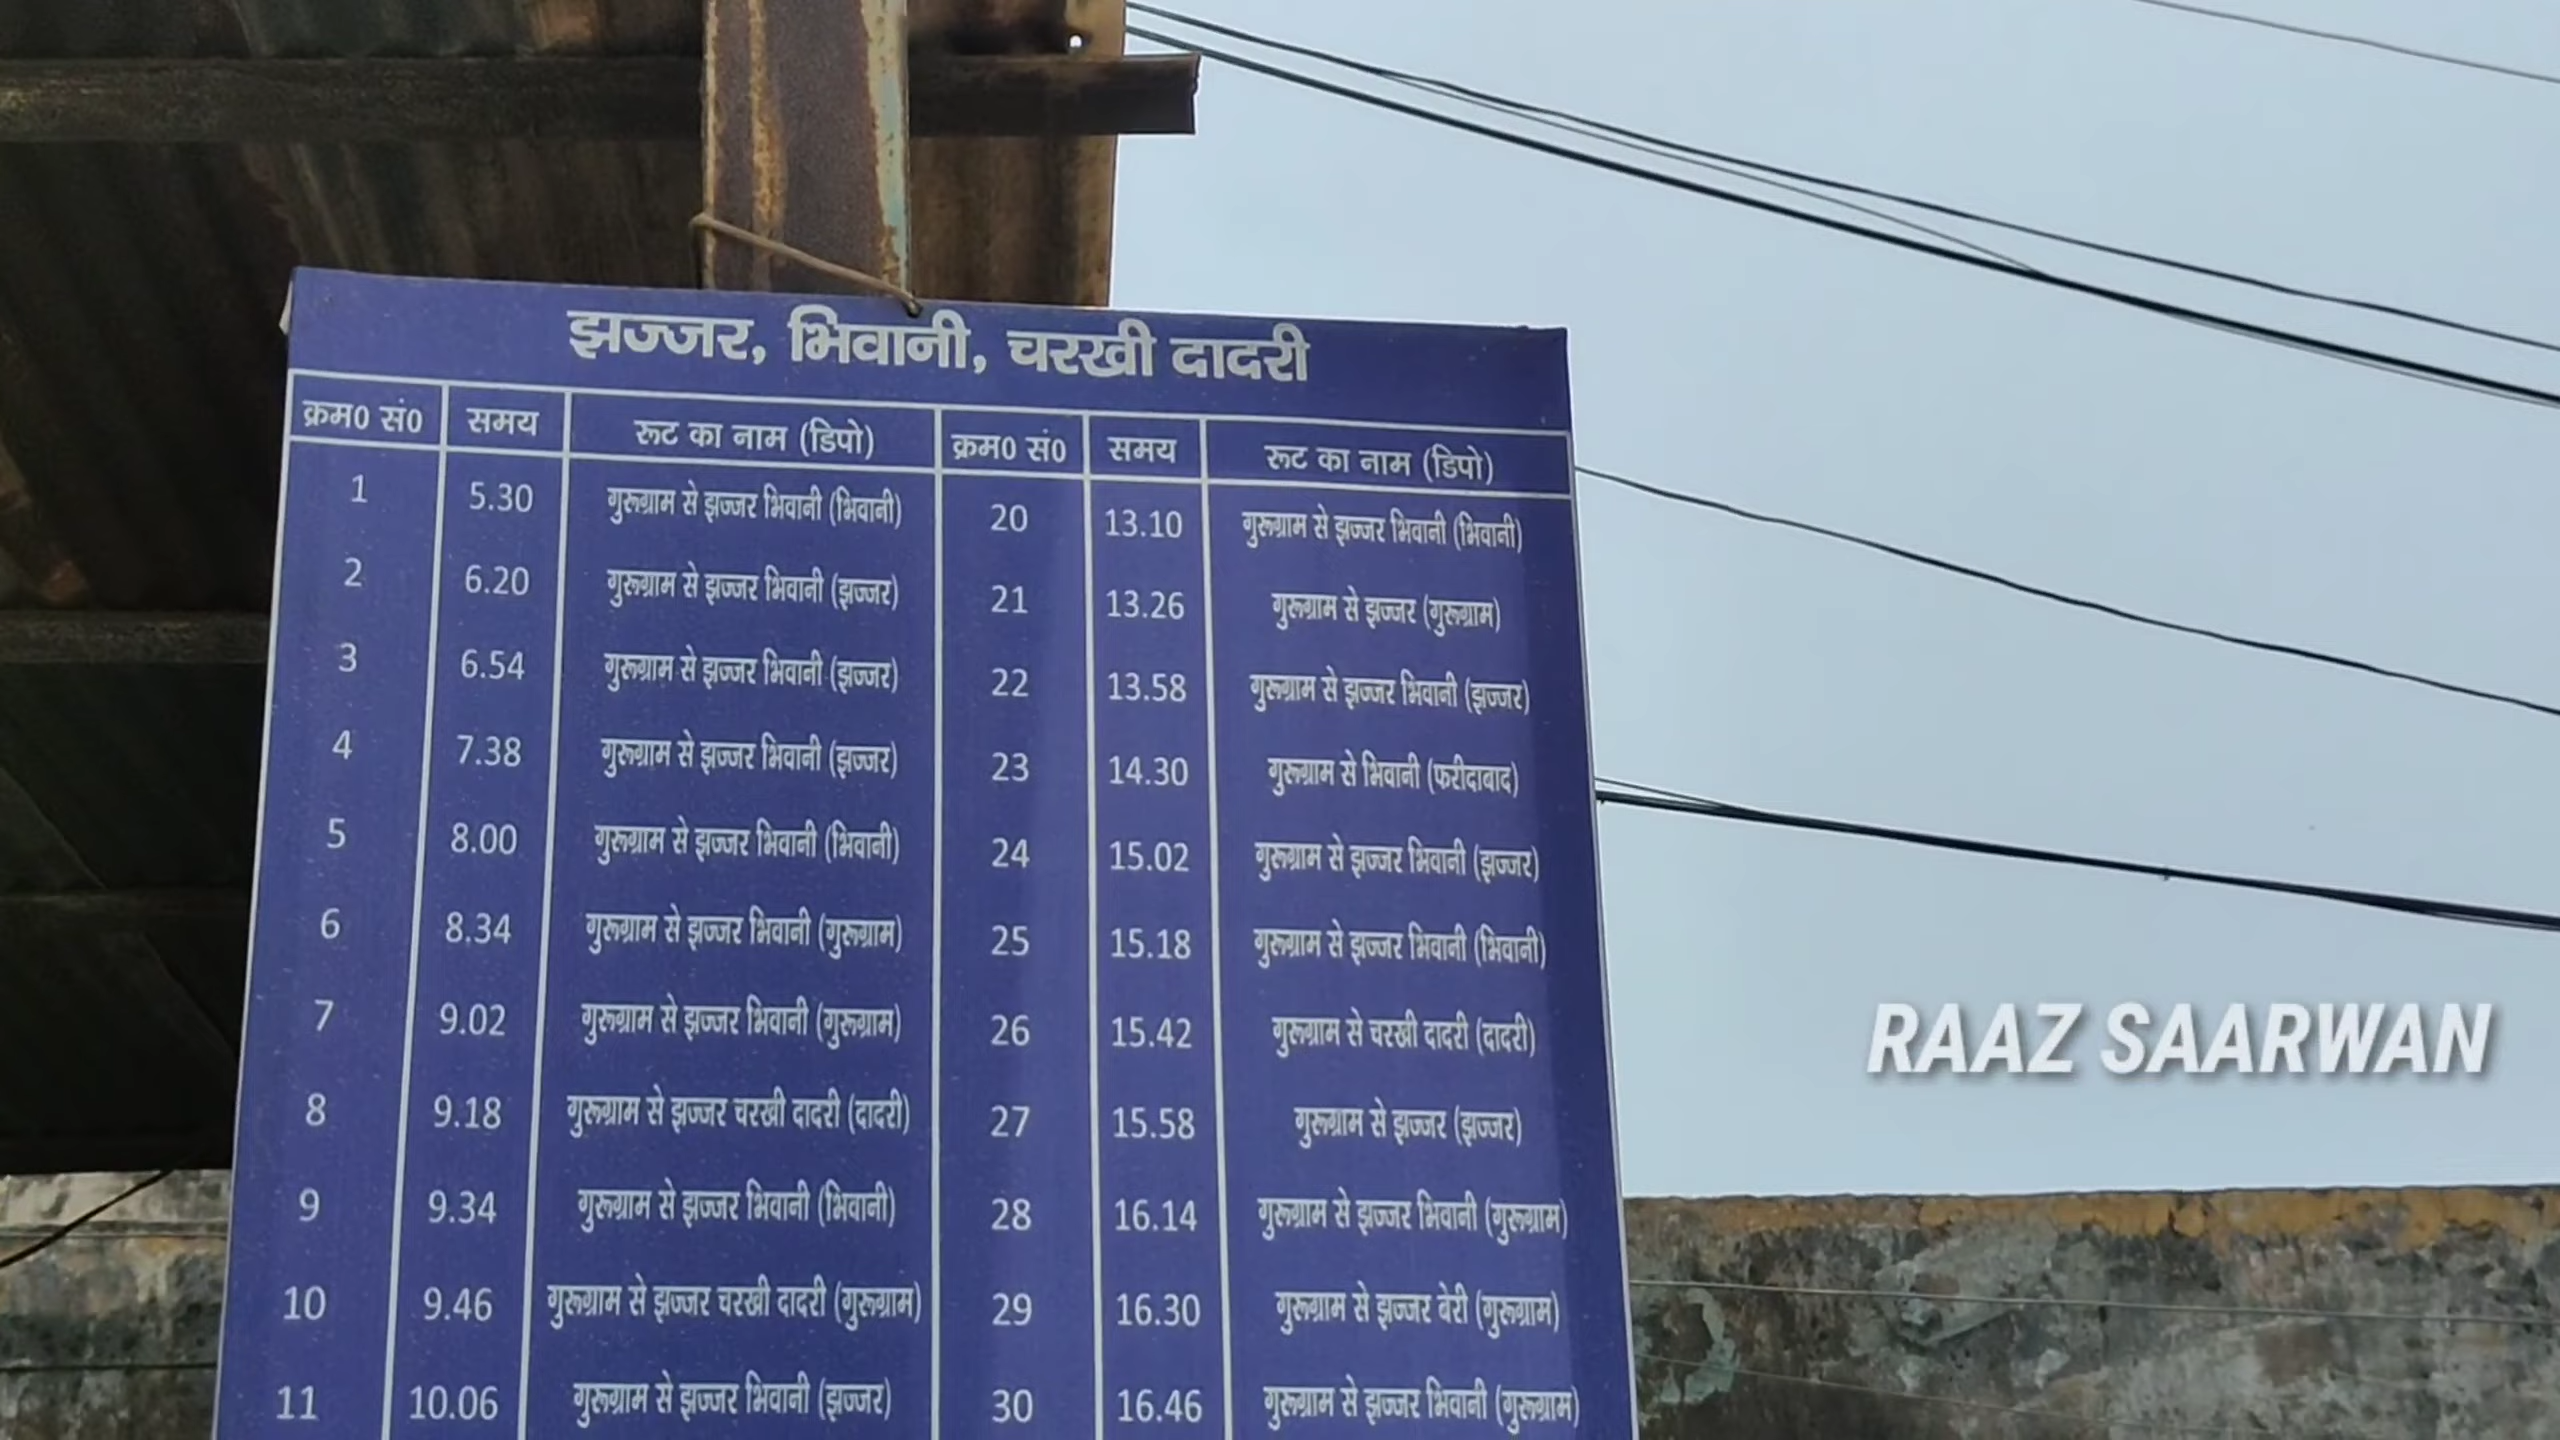 झज्जर, भिवानी, चरखी दादरी
क्रम0 सं0 समय रूट का नाम (डिपो) क्रम0 सं0 समय रूट का नाम (डिपो)
1 5.30 गुरूग्राम से झज्जर भिवानी (भिवानी) 20 13.10 गुरूग्राम से झज्जर भिवानी (भिवानी)
2 6.20 गुरूग्राम से झज्जर भिवानी (झज्जर) 21 13.26 गुरूग्राम से झज्जर (गुरूग्राम)
3 6.54 गुरूग्राम से झज्जर भिवानी (झज्जर) 22 13.58 गुरूग्राम से झज्जर भिवानी (झज्जर)
4 7.38 गुरूग्राम से झज्जर भिवानी (झज्जर) 23 14.30 गुरूग्राम से भिवानी (फरीदाबाद)
5 8.00 गुरूग्राम से झज्जर भिवानी (भिवानी) 24 15.02 गुरूग्राम से झज्जर भिवानी (झज्जर)
6 8.34 गुरूग्राम से झज्जर भिवानी (गुरूग्राम) 25 15.18 गुरूग्राम से झज्जर भिवानी (भिवानी)
7 9.02 गुरूग्राम से झज्जर भिवानी (गुरूग्राम) 26 15.42 गुरूग्राम से चरखी दादरी (दादरी)
8 9.18 गुरूग्राम से झज्जर चरखी दादरी (दादरी) 27 15.58 गुरूग्राम से झज्जर (झज्जर)
9 9.34 गुरूग्राम से झज्जर भिवानी (भिवानी) 28 16.14 गुरूग्राम से झज्जर भिवानी (गुरूग्राम)
10 9.46 गुरूग्राम से झज्जर चरखी दादरी (गुरूग्राम) 29 16.30 गुरूग्राम से झज्जर बेरी (गुरूग्राम)
11 10.06 गुरूग्राम से झज्जर भिवानी (झज्जर) 30 16.46 गुरूग्राम से झज्जर भिवानी (गुरूग्राम)
RAAZ SAARWAN